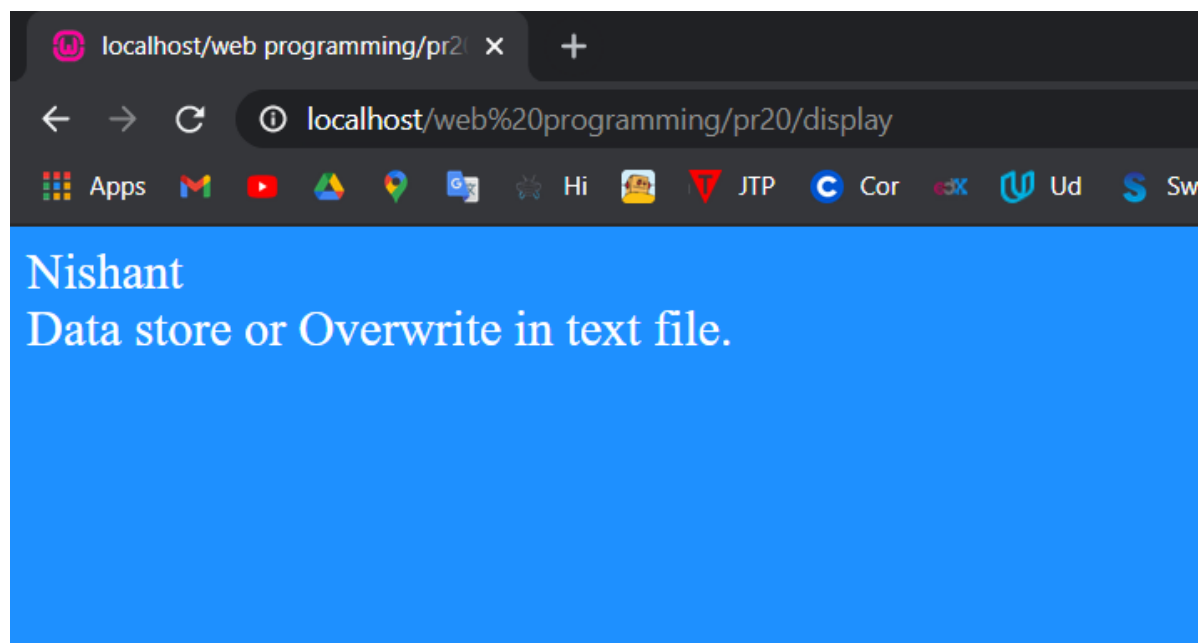 localhost/web programming/pr20
localhost/web%20programming/pr20/display
Apps Hi JTP Cor Ud Sw
Nishant
Data store or Overwrite in text file.